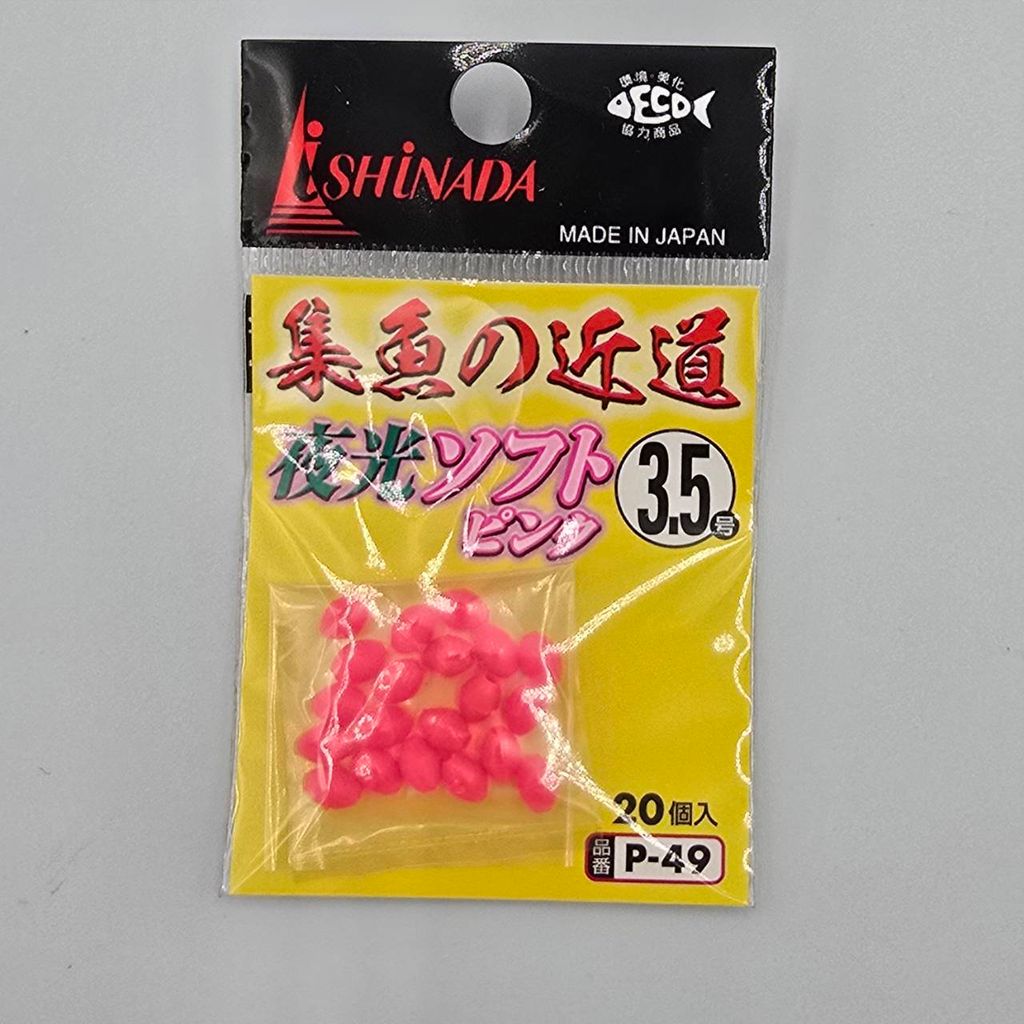 環境・美化
DECO
協力商品
iSHiNADA
MADE IN JAPAN
集魚の近道
夜光ソフト
3.5号
ピンク
20個入
品番 P-49